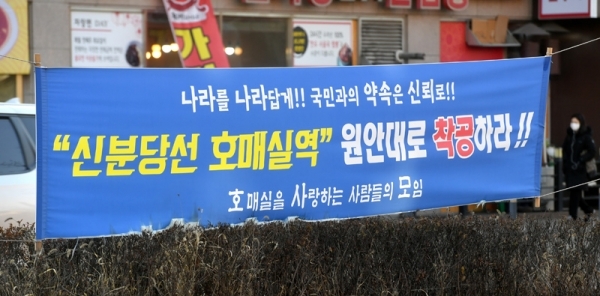 나라를 나라답게!! 국민과의 약속은 신뢰로!!
"신분당선 호매실역" 원안대로 착공하라!!
호매실을 사랑하는 사람들의 모임